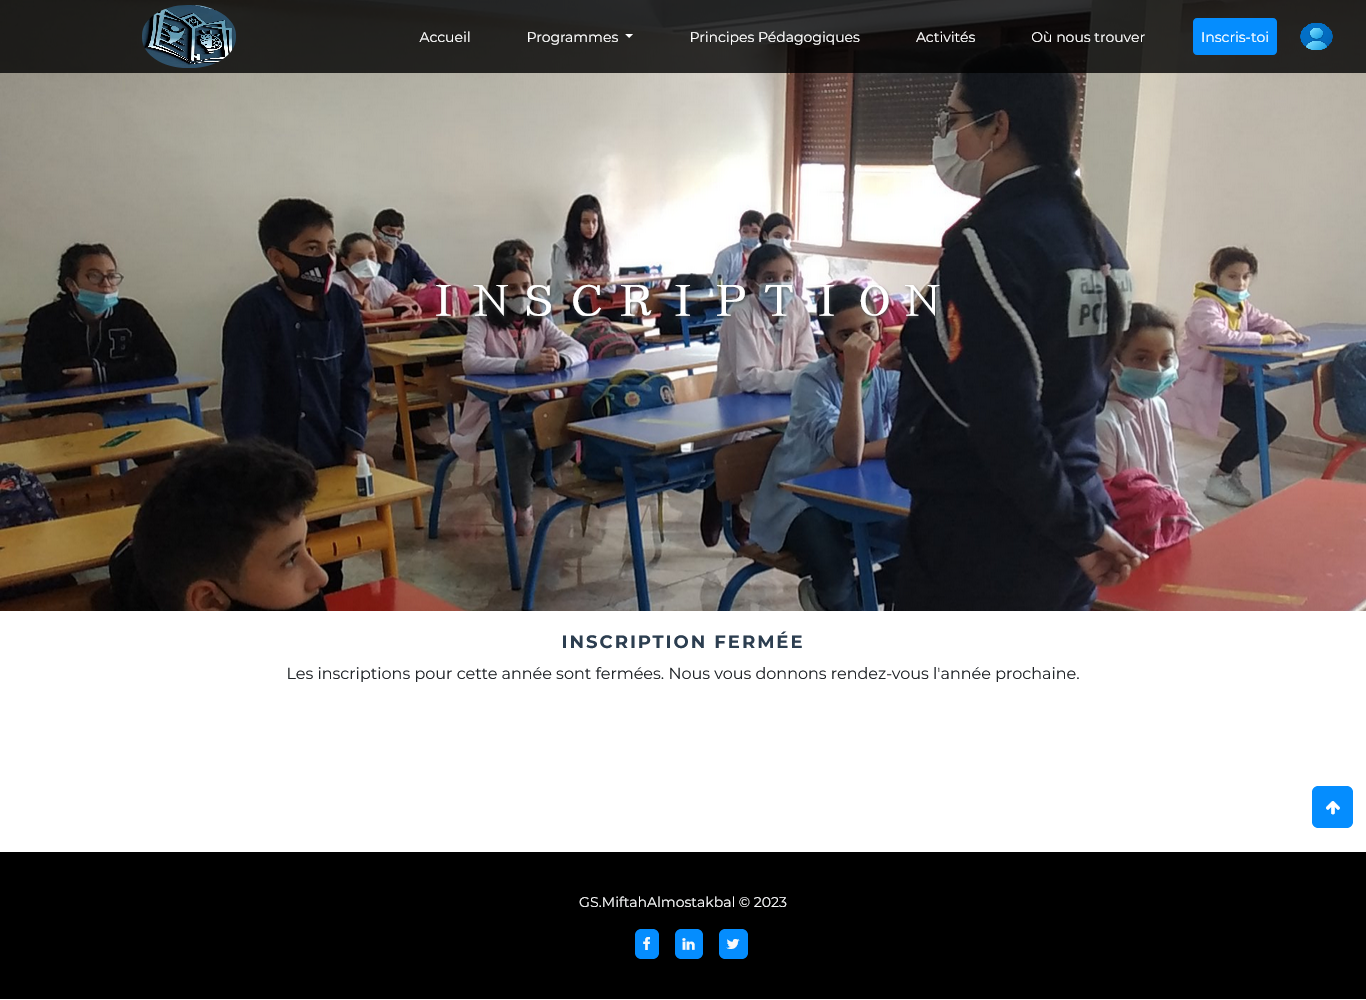 Accueil
Programmes
Principes Pédagogiques
Activités
Où nous trouver
Inscris-toi
INSCRIPTION
adidas
B
INSCRIPTION FERMÉE
Les inscriptions pour cette année sont fermées. Nous vous donnons rendez-vous l'année prochaine.
GS.MiftahAlmostakbal © 2023